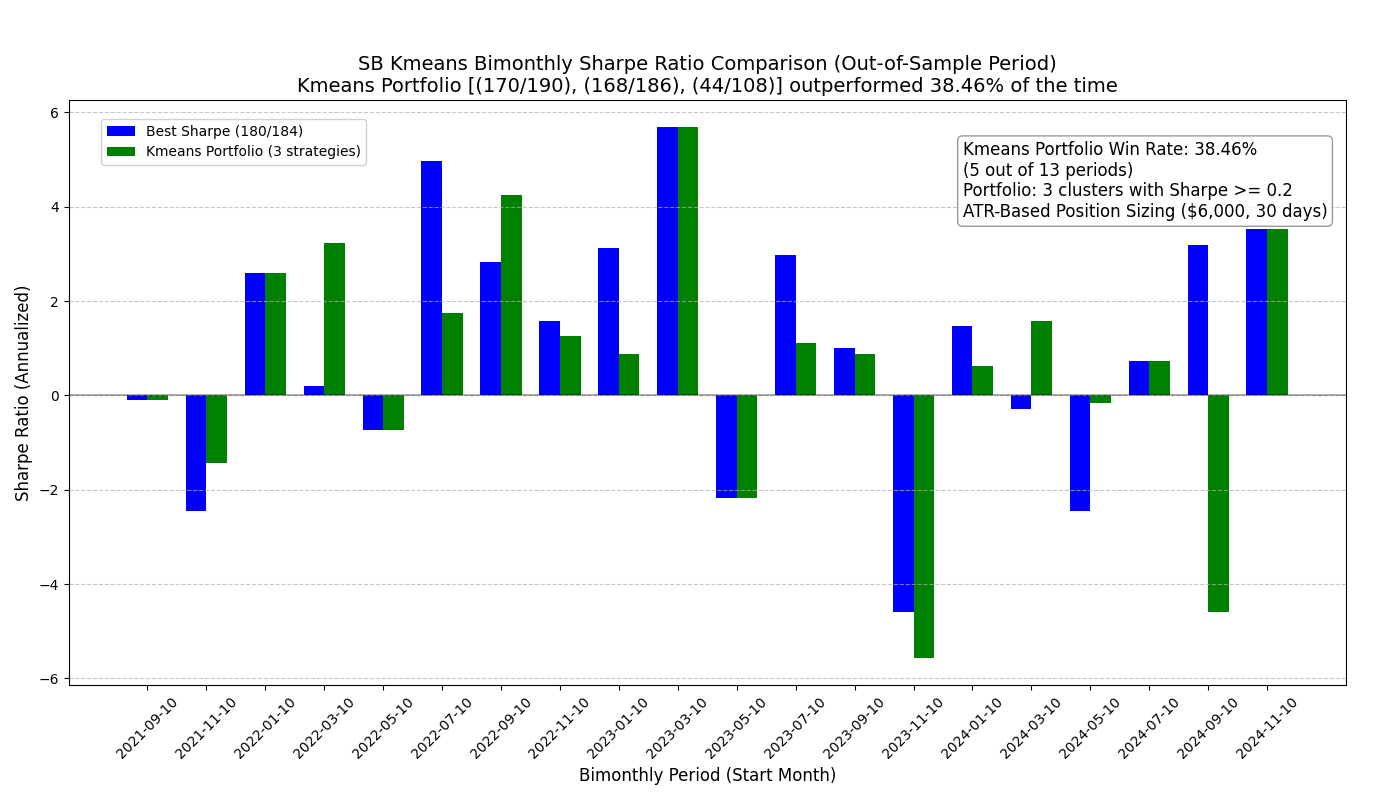 SB Kmeans Bimonthly Sharpe Ratio Comparison (Out-of-Sample Period)
Kmeans Portfolio [(170/190), (168/186), (44/108)] outperformed 38.46% of the time
Best Sharpe (180/184)
Kmeans Portfolio (3 strategies)
Kmeans Portfolio Win Rate: 38.46%
(5 out of 13 periods)
Portfolio: 3 clusters with Sharpe >= 0.2
ATR-Based Position Sizing ($6,000, 30 days)
Sharpe Ratio (Annualized)
6
4
2
0
−2
−4
−6
2021-09-10
2021-11-10
2022-01-10
2022-03-10
2022-05-10
2022-07-10
2022-09-10
2022-11-10
2023-01-10
2023-03-10
2023-05-10
2023-07-10
2023-09-10
2023-11-10
2024-01-10
2024-03-10
2024-05-10
2024-07-10
2024-09-10
2024-11-10
Bimonthly Period (Start Month)